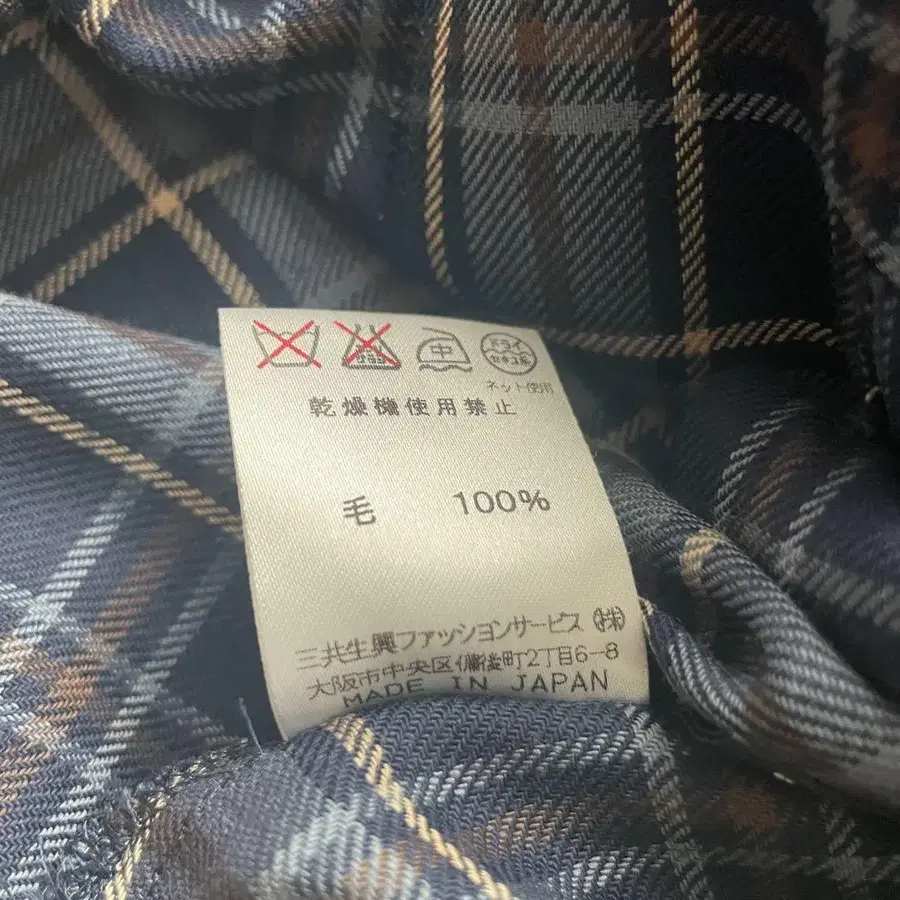 中
ドライ
セキユ系
ネット使用
乾燥機使用禁止
毛 100%
三共生興ファッションサービス㈱
大阪市中央区備後町2丁目6-8
MADE IN JAPAN